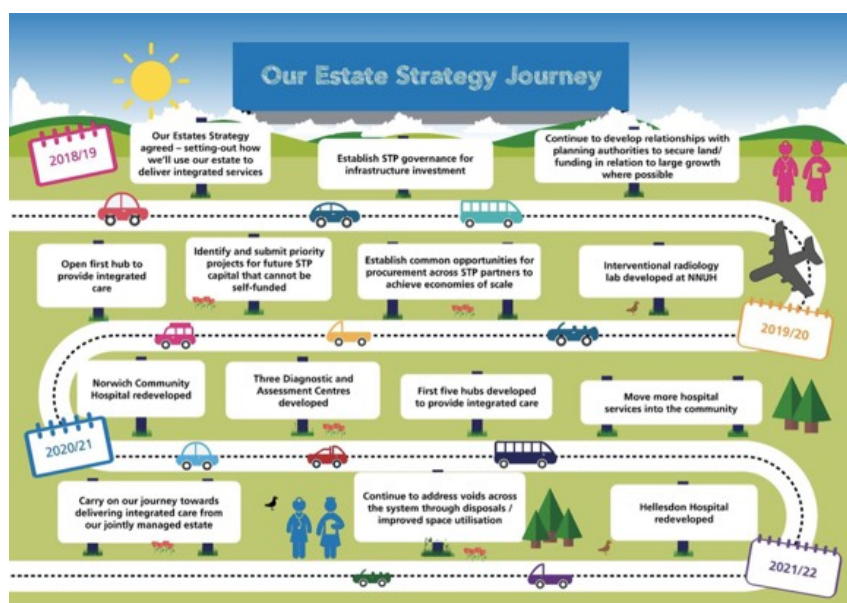 Our Estate Strategy Journey
2018/19
Our Estates Strategy
agreed – setting-out how
we'll use our estate to
deliver integrated services
Establish STP governance for
infrastructure investment
Continue to develop relationships with
planning authorities to secure land/
funding in relation to large growth
where possible
Open first hub to
provide integrated
care
Identify and submit priority
projects for future STP
capital that cannot be
self-funded
Establish common opportunities for
procurement across STP partners to
achieve economies of scale
Interventional radiology
lab developed at NNUH
2019/20
Norwich Community
Hospital redeveloped
Three Diagnostic and
Assessment Centres
developed
First five hubs developed
to provide integrated care
Move more hospital
services into the community
2020/21
Carry on our journey towards
delivering integrated care from
our jointly managed estate
Continue to address voids across
the system through disposals /
improved space utilisation
Hellesdon Hospital
redeveloped
2021/22